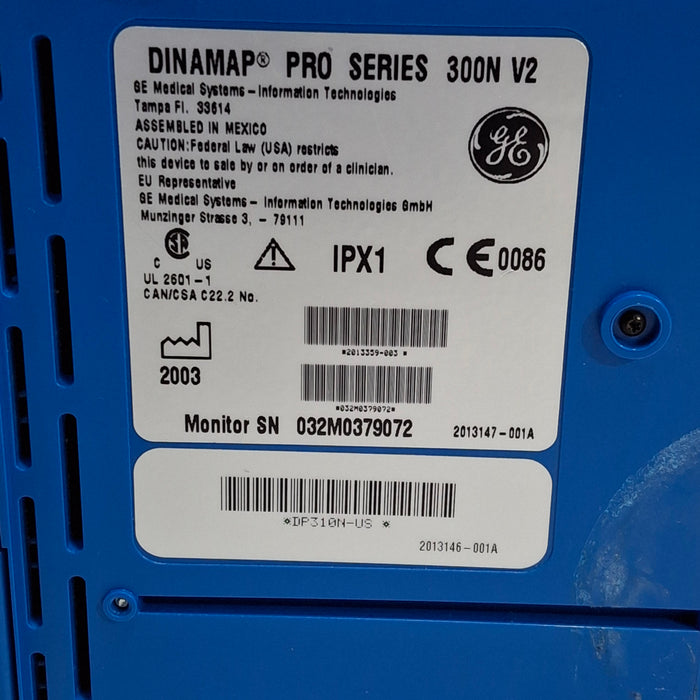 DINAMAP® PRO SERIES 300N V2
GE Medical Systems - Information Technologies
Tampa Fl. 33614
ASSEMBLED IN MEXICO
CAUTION:Federal Law (USA) restricts
this device to sale by or on order of a clinician.
EU Representative
GE Medical Systems - Information Technologies GmbH
Munzinger Strasse 3, - 79111
GE
C US
UL 2601-1
CAN/CSA C22.2 No.
IPX1
CE 0086
*2013359-003 *
2003
*032M0379072*
Monitor SN 032M0379072
2013147-001A
*DP310N-US *
2013146-001A